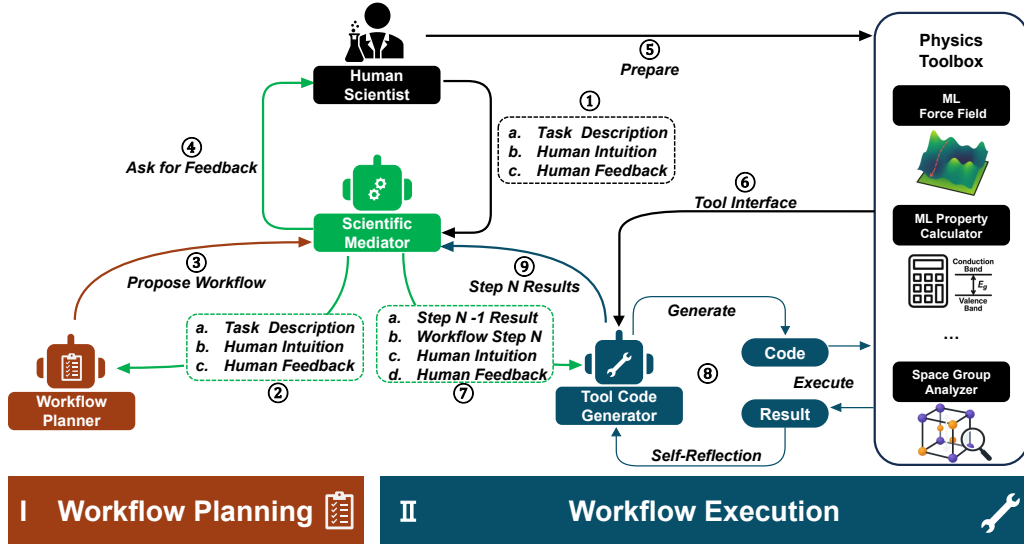 ⑤
Prepare
Physics
Toolbox
Human
Scientist
①
a. Task Description
b. Human Intuition
c. Human Feedback
④
Ask for Feedback
ML
Force Field
⑥
Tool Interface
Scientific
Mediator
ML Property
Calculator
③
Propose Workflow
⑨
Step N Results
Conduction
Band
Eg
Valence
Band
a. Task Description
b. Human Intuition
c. Human Feedback
②
a. Step N -1 Result
b. Workflow Step N
c. Human Intuition
d. Human Feedback
⑦
Generate
Code
...
⑧
Execute
Workflow
Planner
Tool Code
Generator
Result
Space Group
Analyzer
Self-Reflection
I Workflow Planning
II Workflow Execution